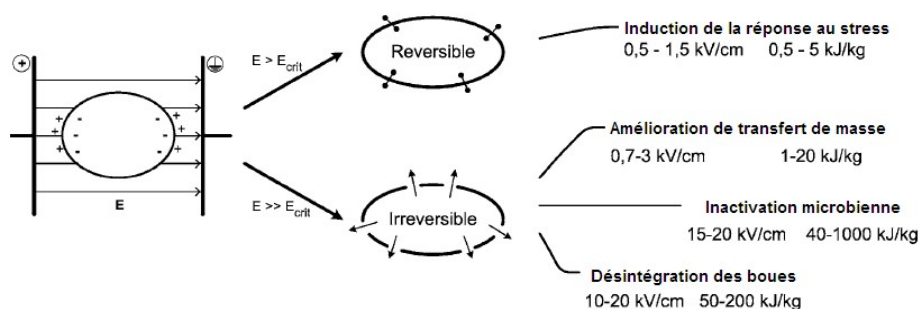 Induction de la réponse au stress
0,5 - 1,5 kV/cm 0,5 - 5 kJ/kg
E > Ecrit
Reversible
+ - - +
+ - - +
+ - - +
E
Amélioration de transfert de masse
0,7-3 kV/cm 1-20 kJ/kg
E >> Ecrit
Irreversible
Inactivation microbienne
15-20 kV/cm 40-1000 kJ/kg
Désintégration des boues
10-20 kV/cm 50-200 kJ/kg